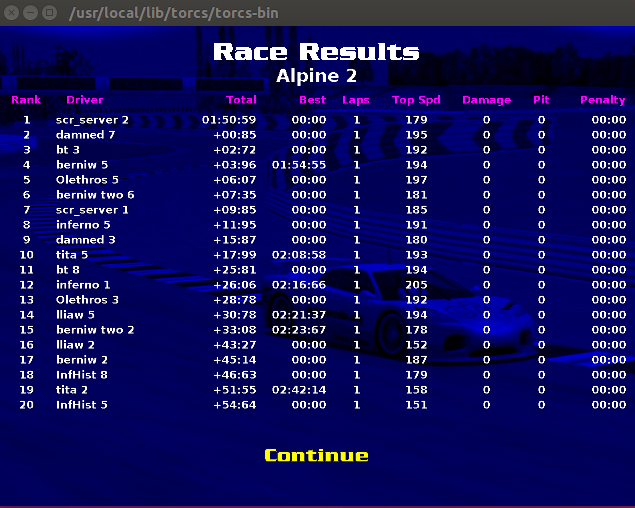 /usr/local/lib/torcs/torcs-bin
Race Results
Alpine 2
Rank Driver Total Best Laps Top Spd Damage Pit Penalty
1 scr_server 2 01:50:59 00:00 1 179 0 0 00:00
2 damned 7 +00:85 00:00 1 195 0 0 00:00
3 bt 3 +02:72 00:00 1 192 0 0 00:00
4 berniw 5 +03:96 01:54:55 1 194 0 0 00:00
5 Olethros 5 +06:07 00:00 1 197 0 0 00:00
6 berniw two 6 +07:35 00:00 1 181 0 0 00:00
7 scr_server 1 +09:85 00:00 1 185 0 0 00:00
8 inferno 5 +11:95 00:00 1 191 0 0 00:00
9 damned 3 +15:87 00:00 1 180 0 0 00:00
10 tita 5 +17:99 02:08:58 1 193 0 0 00:00
11 bt 8 +25:81 00:00 1 194 0 0 00:00
12 inferno 1 +26:06 02:16:66 1 205 0 0 00:00
13 Olethros 3 +28:78 00:00 1 192 0 0 00:00
14 lliaw 5 +30:78 02:21:37 1 194 0 0 00:00
15 berniw two 2 +33:08 02:23:67 1 178 0 0 00:00
16 lliaw 2 +43:27 00:00 1 152 0 0 00:00
17 berniw 2 +45:14 00:00 1 187 0 0 00:00
18 InfHist 8 +46:63 00:00 1 179 0 0 00:00
19 tita 2 +51:55 02:42:14 1 158 0 0 00:00
20 InfHist 5 +54:64 00:00 1 151 0 0 00:00
Continue